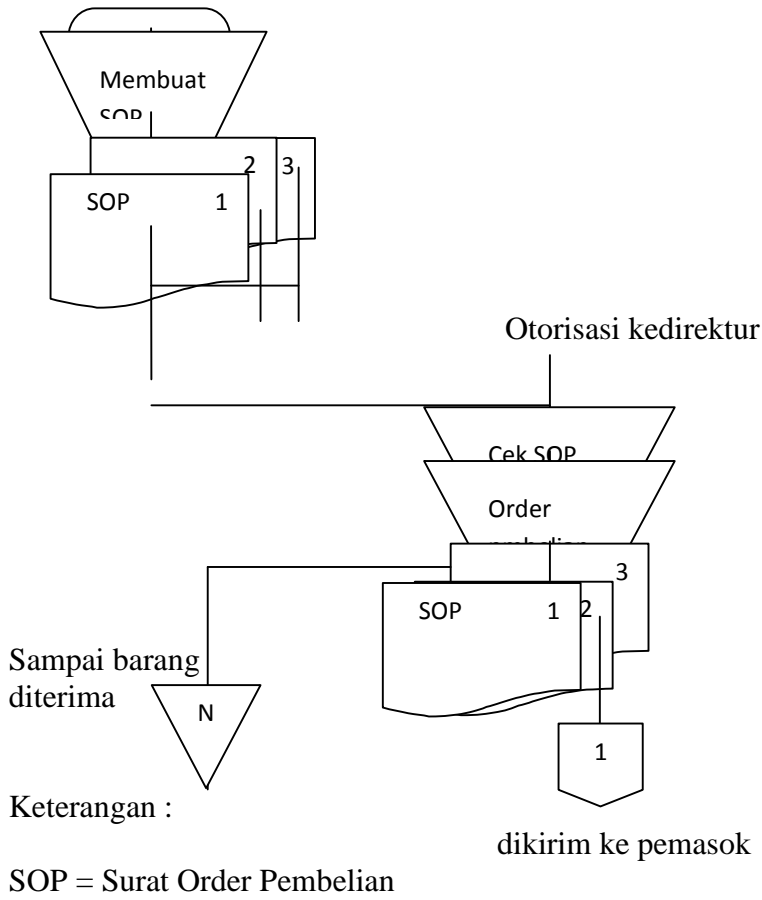 Membuat
SOP
2 3
SOP 1
Otorisasi kedirektur
Cek SOP
Order
3
SOP 1 2
Sampai barang
diterima
N
1
Keterangan :
dikirim ke pemasok
SOP = Surat Order Pembelian